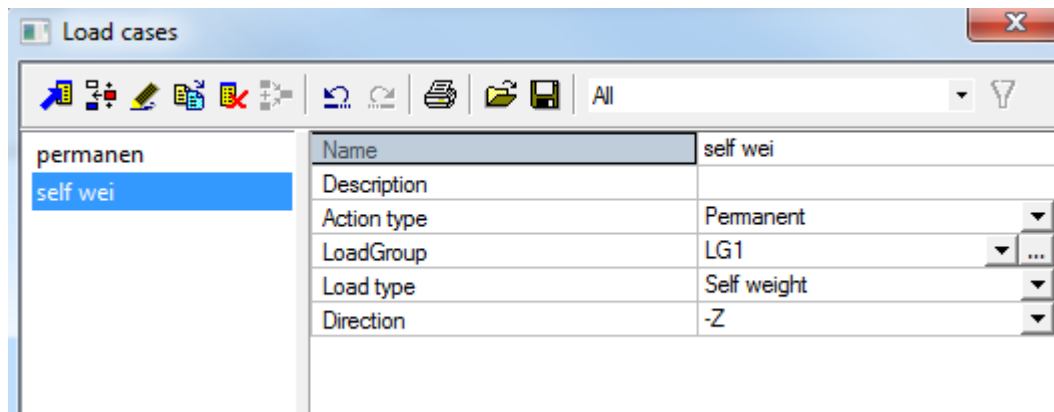 Load cases
All
permanen
self wei
Name self wei
Description
Action type Permanent
LoadGroup LG1 ...
Load type Self weight
Direction -Z